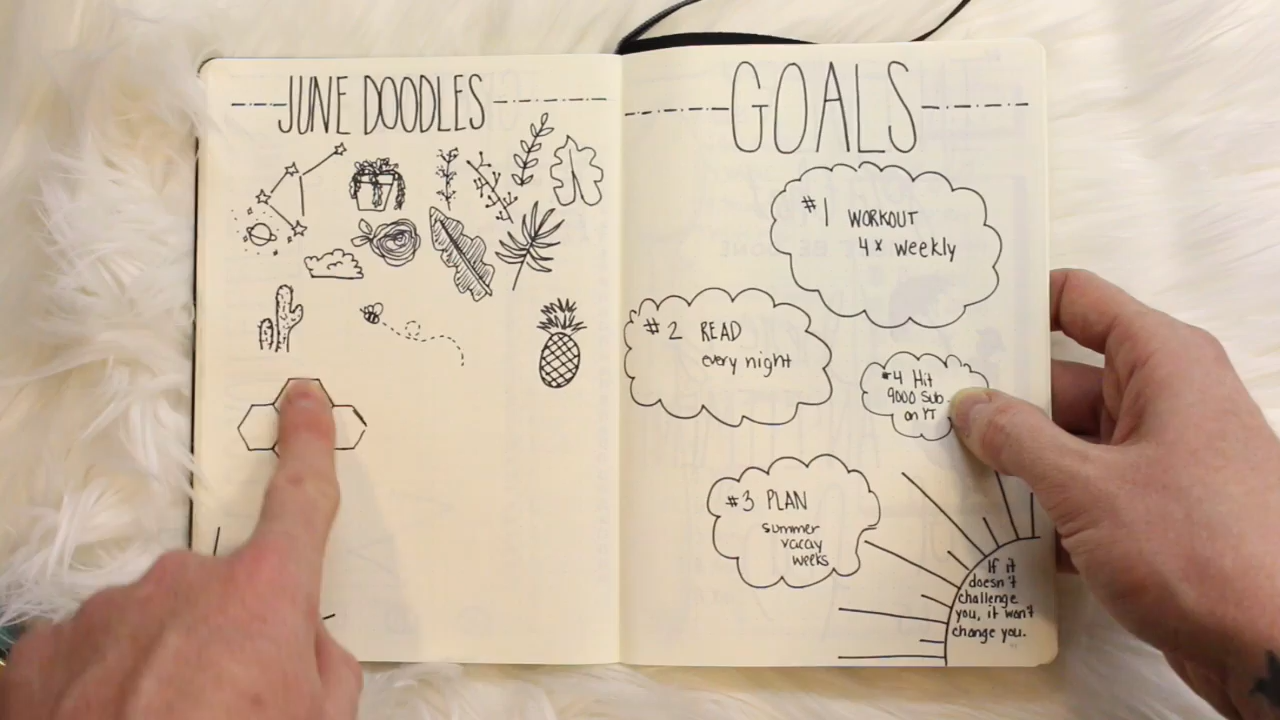 JUNE DOODLES
GOALS
#1 WORKOUT
4x weekly
#2 READ
every night
#4 Hit
9000 Sub
on YT
#3 PLAN
summer
vacay
weeks
If it
doesn't
challenge
you, it won't
change you.